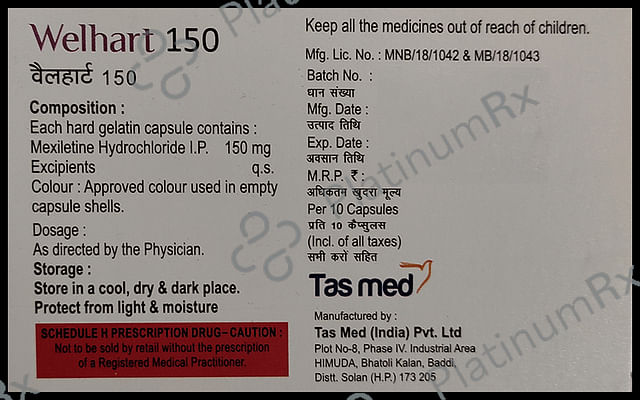 Welhart 150
वैलहार्ट 150
Composition :
Each hard gelatin capsule contains :
Mexiletine Hydrochloride I.P. 150 mg
Excipients q.s.
Colour : Approved colour used in empty
capsule shells.
Dosage :
As directed by the Physician.
Storage :
Store in a cool, dry & dark place.
Protect from light & moisture
SCHEDULE H PRESCRIPTION DRUG – CAUTION :
Not to be sold by retail without the prescription
of a Registered Medical Practitioner.
Keep all the medicines out of reach of children.
Mfg. Lic. No. : MNB/18/1042 & MB/18/1043
Batch No. :
धान संख्या
Mfg. Date :
उत्पाद तिथि
Exp. Date :
अवसान तिथि
M.R.P. ₹ :
अधिकतम खुदरा मूल्य
Per 10 Capsules
प्रति 10 कैप्सुलस
(Incl. of all taxes)
सभी करों सहित
Tas med
Manufactured by :
Tas Med (India) Pvt. Ltd
Plot No-8, Phase IV. Industrial Area
HIMUDA, Bhatoli Kalan, Baddi,
Distt. Solan (H.P.) 173 205
PlatinumRx
PlatinumRx
PlatinumRx
PlatinumRx